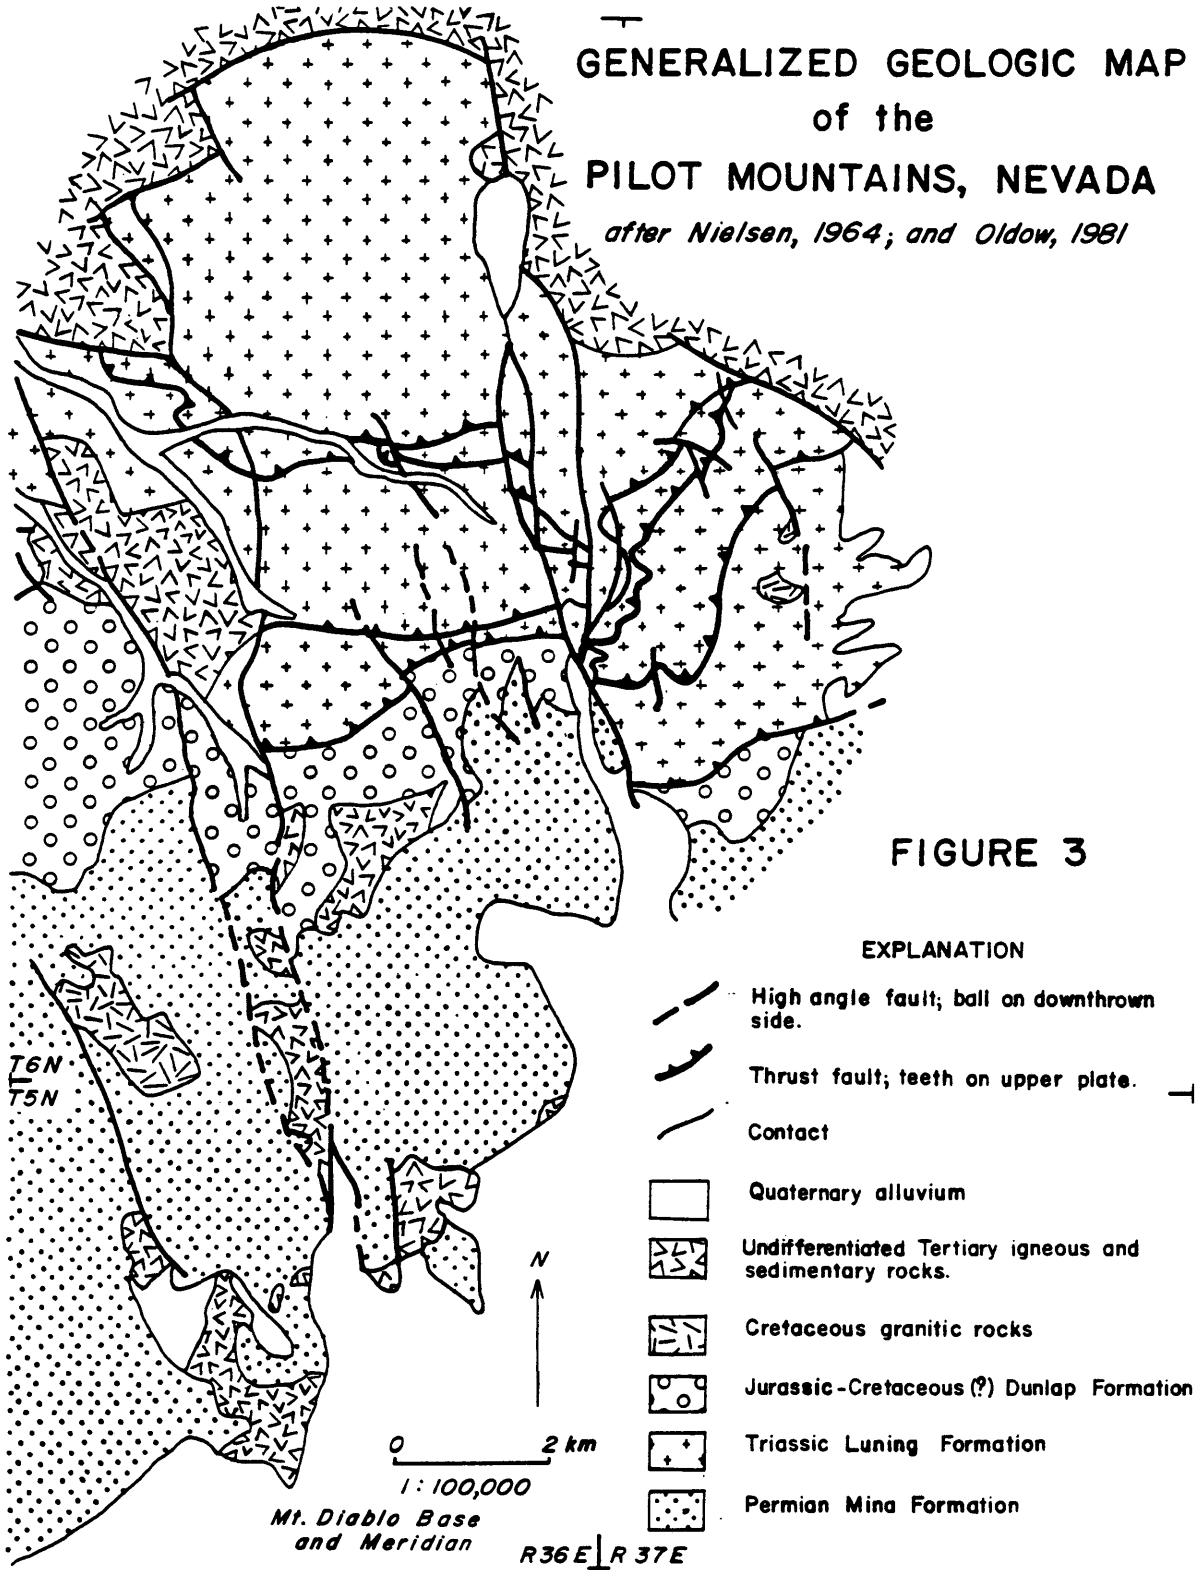 GENERALIZED GEOLOGIC MAP
of the
PILOT MOUNTAINS, NEVADA
after Nielsen, 1964; and Oldow, 1981
FIGURE 3
EXPLANATION
High angle fault; ball on downthrown
side.
Thrust fault; teeth on upper plate.
Contact
Quaternary alluvium
Undifferentiated Tertiary igneous and
sedimentary rocks.
Cretaceous granitic rocks
Jurassic-Cretaceous(?) Dunlap Formation
Triassic Luning Formation
Permian Mina Formation
T6N
T5N
N
0 2 km
1:100,000
Mt. Diablo Base
and Meridian
R36E R37E